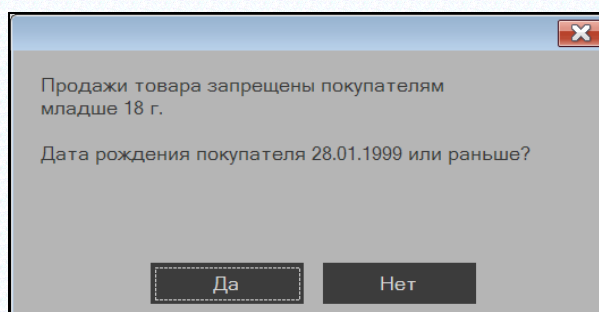 Продажи товара запрещены покупателям
младше 18 г.
Дата рождения покупателя 28.01.1999 или раньше?
Да
Нет